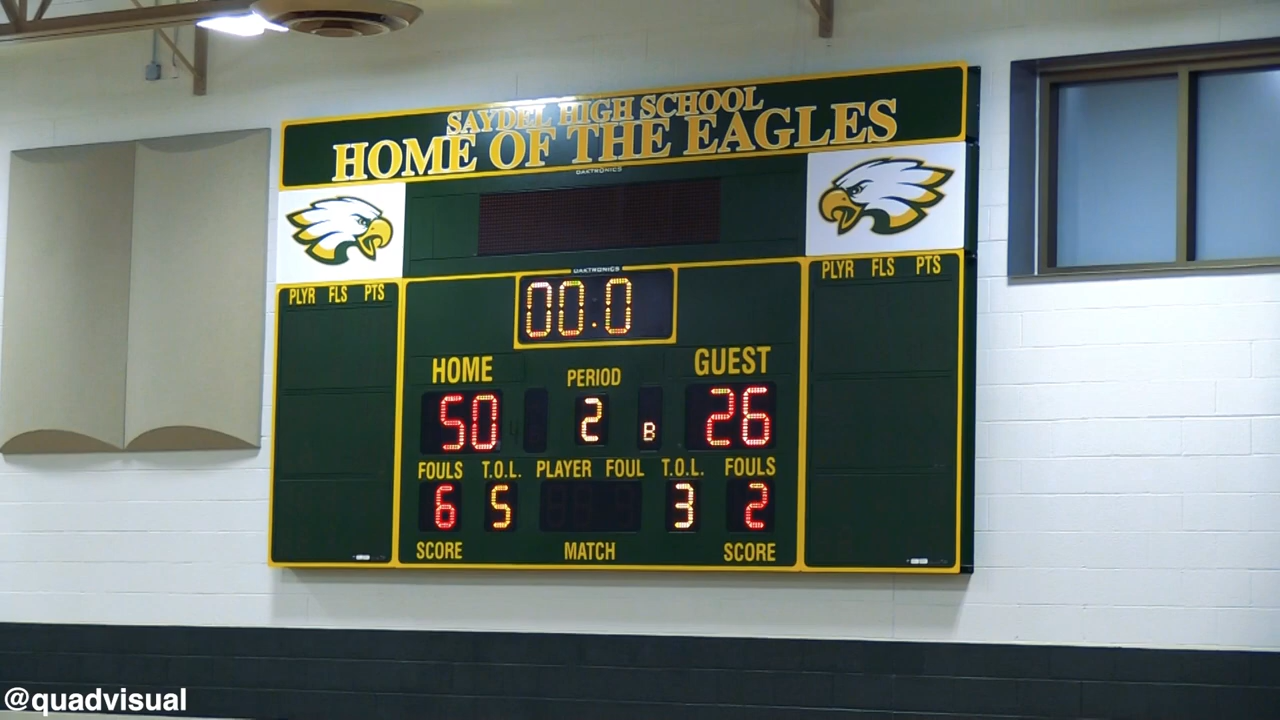 SAYDEL HIGH SCHOOL
HOME OF THE EAGLES
DAKTRONICS
DAKTRONICS
PLYR FLS PTS
PLYR FLS PTS
00.0
HOME
PERIOD
GUEST
50
2
B
26
FOULS T.O.L. PLAYER FOUL T.O.L. FOULS
6 5 3 2
SCORE MATCH SCORE
@quadvisual